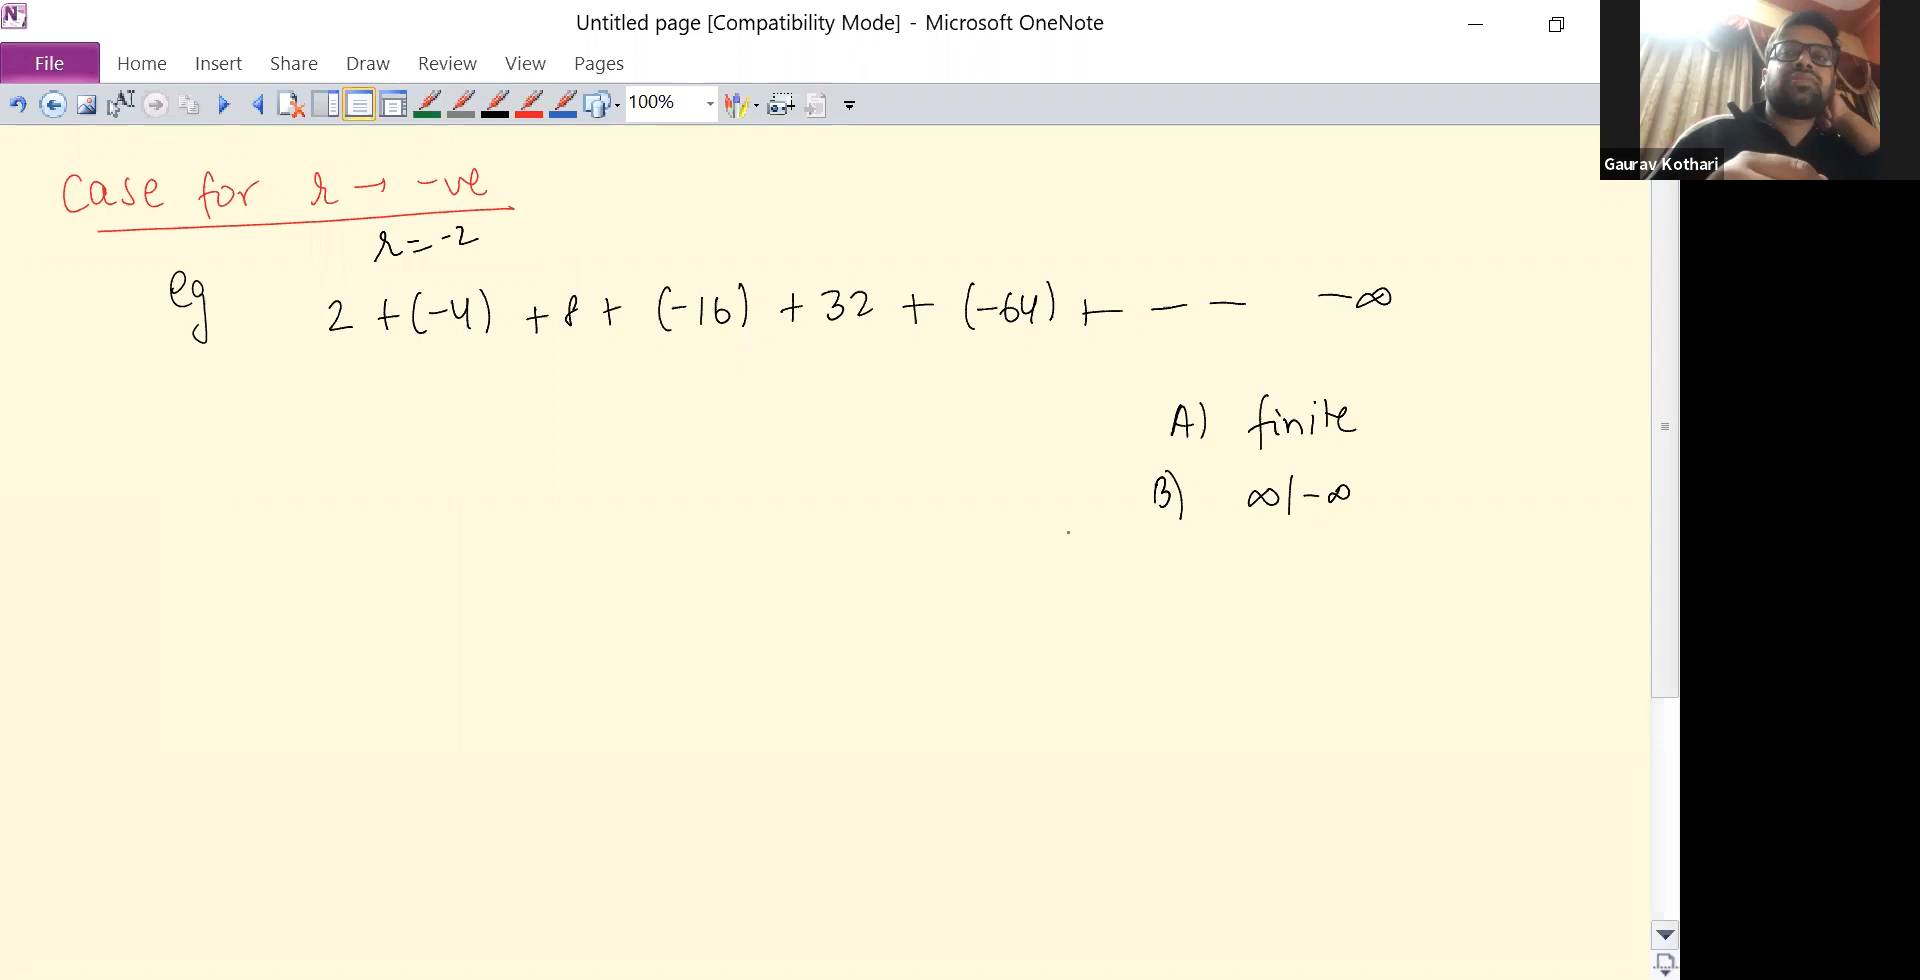 Untitled page [Compatibility Mode] - Microsoft OneNote
File Home Insert Share Draw Review View Pages
100%
Gaurav Kothari
Case for r → -ve
r = -2
eg 2 + (-4) + 8 + (-16) + 32 + (-64) + - - - ∞
A) finite
B) ∞/-∞